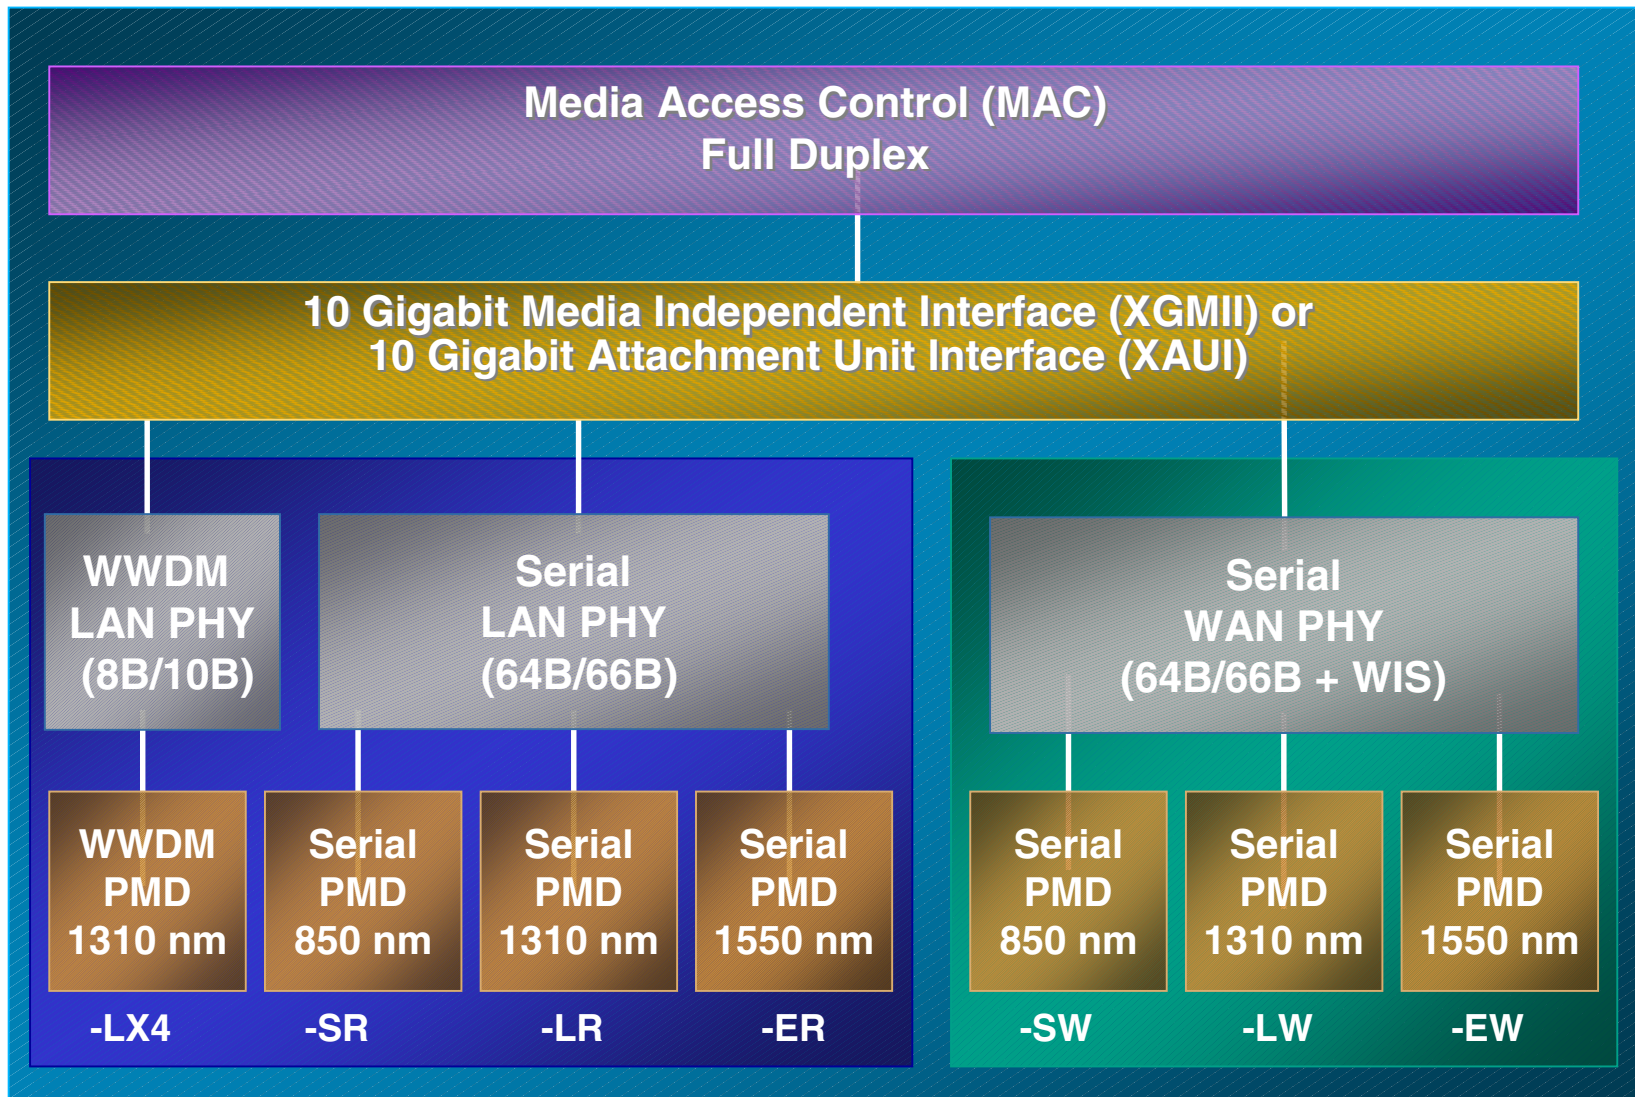 Media Access Control (MAC)
Full Duplex
10 Gigabit Media Independent Interface (XGMII) or
10 Gigabit Attachment Unit Interface (XAUI)
WWDM
LAN PHY
(8B/10B)
Serial
LAN PHY
(64B/66B)
Serial
WAN PHY
(64B/66B + WIS)
WWDM
PMD
1310 nm
Serial
PMD
850 nm
Serial
PMD
1310 nm
Serial
PMD
1550 nm
Serial
PMD
850 nm
Serial
PMD
1310 nm
Serial
PMD
1550 nm
-LX4
-SR
-LR
-ER
-SW
-LW
-EW